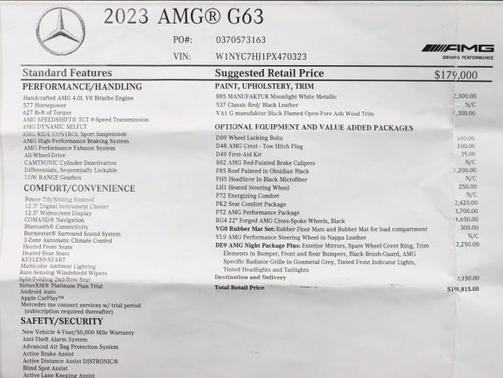 2023 AMG® G63
PO#: 0370573163
VIN: W1NYC7HJ1PX470323
AMG
DRIVING PERFORMANCE
Standard Features
PERFORMANCE/HANDLING
Handcrafted AMG 4.0L V8 Biturbo Engine
577 Horsepower
627 lb-ft of Torque
AMG SPEEDSHIFT® TCT 9-Speed Transmission
AMG DYNAMIC SELECT
AMG RIDE CONTROL Sport Suspension
AMG High-Performance Braking System
AMG Performance Exhaust System
All-Wheel-Drive
CAMTRONIC Cylinder Deactivation
Differentials, Sequentially Lockable
LOW RANGE Gearbox
COMFORT/CONVENIENCE
Power Tilt/Sliding Sunroof
12.3" Digital Instrument Cluster
12.3" Widescreen Display
COMAND® Navigation
Bluetooth® Connectivity
Burmester® Surround Sound System
3-Zone Automatic Climate Control
Heated Front Seats
Heated Rear Seats
KEYLESS-START
Multicolor Ambient Lighting
Rain-Sensing Windshield Wipers
Split-Folding 2nd Row Seat
SiriusXM® Platinum Plan Trial
Android Auto
Apple CarPlay™
Mercedes me connect services w/ trial period
(subscription required thereafter)
SAFETY/SECURITY
New Vehicle 4-Year/50,000 Mile Warranty
Anti-Theft Alarm System
Advanced Air Bag Protection System
Active Brake Assist
Active Distance Assist DISTRONIC®
Blind Spot Assist
Active Lane Keeping Assist
Suggested Retail Price $179,000
PAINT, UPHOLSTERY, TRIM
885 MANUFAKTUR Moonlight White Metallic 2,300.00
537 Classic Red/ Black Leather N/C
VA1 G manufaktur Black Flamed Open-Pore Ash Wood Trim 1,300.00
OPTIONAL EQUIPMENT AND VALUE ADDED PACKAGES
D09 Wheel Locking Bolts 160.00
D48 AMG Crest - Tow Hitch Plug 100.00
D49 First-Aid Kit 35.00
B82 AMG Red-Painted Brake Calipers N/C
F85 Roof Painted in Obsidian Black 1,200.00
FH5 Headliner In Black Microfiber N/C
LH1 Heated Steering Wheel 250.00
P72 Energizing Comfort N/C
PK2 Seat Comfort Package 2,420.00
PT2 AMG Performance Package 3,700.00
RG4 22" Forged AMG Cross-Spoke Wheels, Black 4,650.00
VG0 Rubber Mat Set: Rubber Floor Mats and Rubber Mat for load compartment 300.00
VL9 AMG Performance Steering Wheel in Nappa Leather N/C
DE9 AMG Night Package Plus: Exterior Mirrors, Spare Wheel Cover Ring, Trim 2,250.00
Elements in Bumper, Front and Rear Bumpers, Black Brush-Guard, AMG
Specific Radiator Grille in Gunmetal Grey, Tinted Front Indicator Lights,
Tinted Headlights and Taillights
Destination and Delivery 1,150.00
Total Retail Price $198,815.00